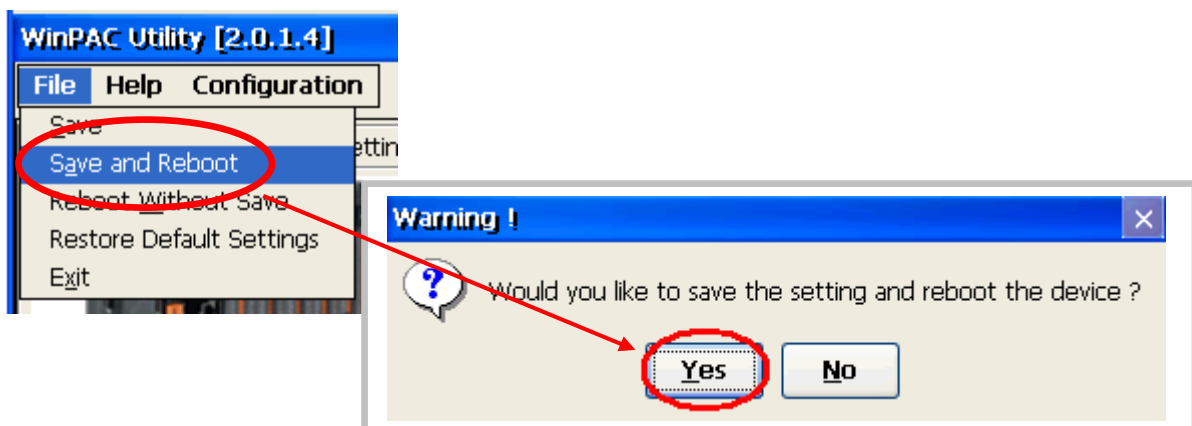 WinPAC Utility [2.0.1.4]
File Help Configuration
Save
Save and Reboot
Reboot Without Save
Restore Default Settings
Exit
Warning !
Would you like to save the setting and reboot the device ?
Yes No